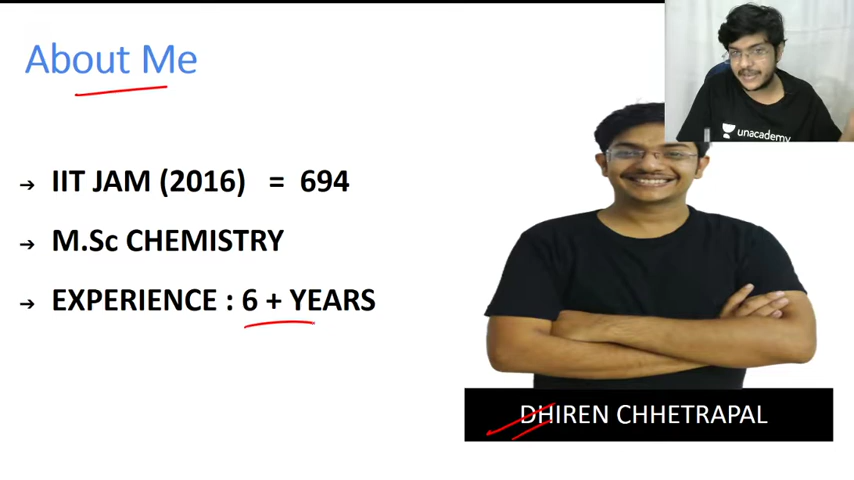 About Me
unacademy
→ IIT JAM (2016) = 694
→ M.Sc CHEMISTRY
→ EXPERIENCE : 6 + YEARS
DHIREN CHHETRAPAL